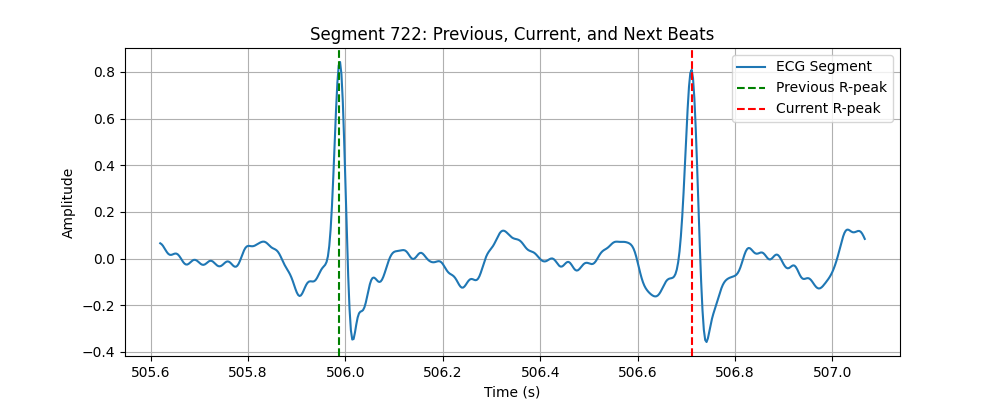 Segment 722: Previous, Current, and Next Beats
ECG Segment
Previous R-peak
Current R-peak
Amplitude
0.8
0.6
0.4
0.2
0.0
−0.2
−0.4
505.6 505.8 506.0 506.2 506.4 506.6 506.8 507.0
Time (s)